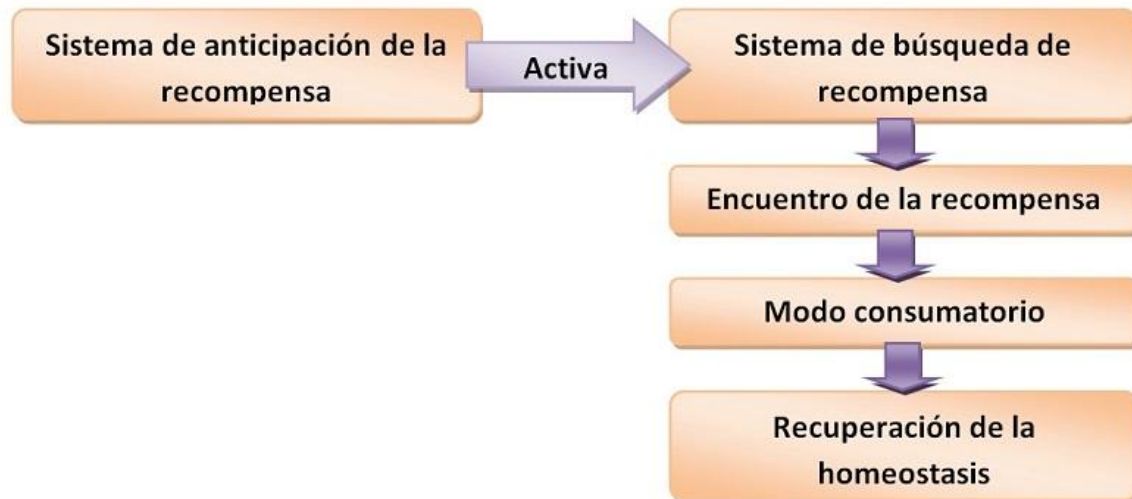 Sistema de anticipación de la
recompensa
Activa
Sistema de búsqueda de
recompensa
Encuentro de la recompensa
Modo consumatorio
Recuperación de la
homeostasis